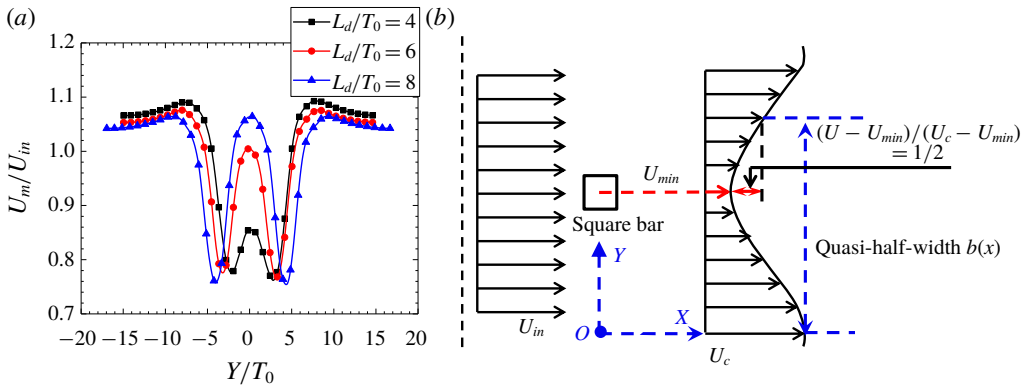 (a)
L_d/T_0 = 4
L_d/T_0 = 6
L_d/T_0 = 8
1.2
1.1
1.0
0.9
0.8
0.7
U_m/U_in
−20 −15 −10 −5 0 5 10 15 20
Y/T_0
(b)
U_min
(U − U_min)/(U_c − U_min)
= 1/2
Square bar
Y
Quasi-half-width b(x)
U_in
O
X
U_c